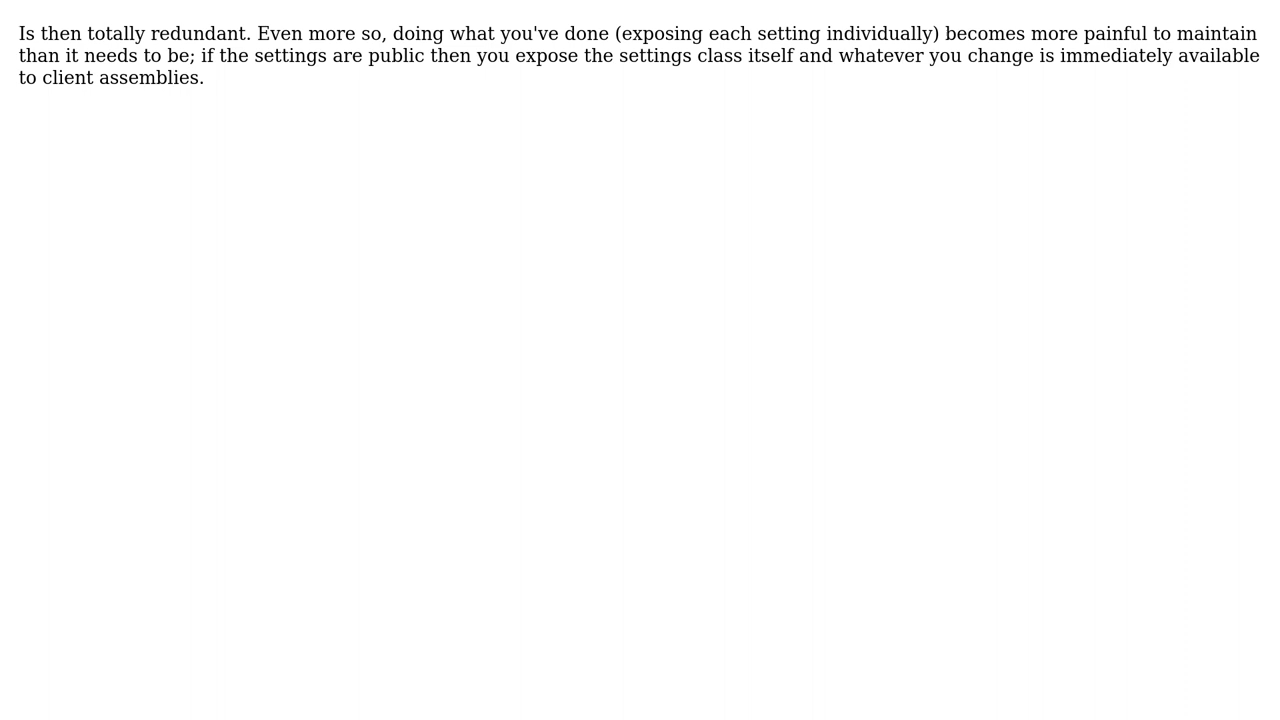 Is then totally redundant. Even more so, doing what you've done (exposing each setting individually) becomes more painful to maintain
than it needs to be; if the settings are public then you expose the settings class itself and whatever you change is immediately available
to client assemblies.